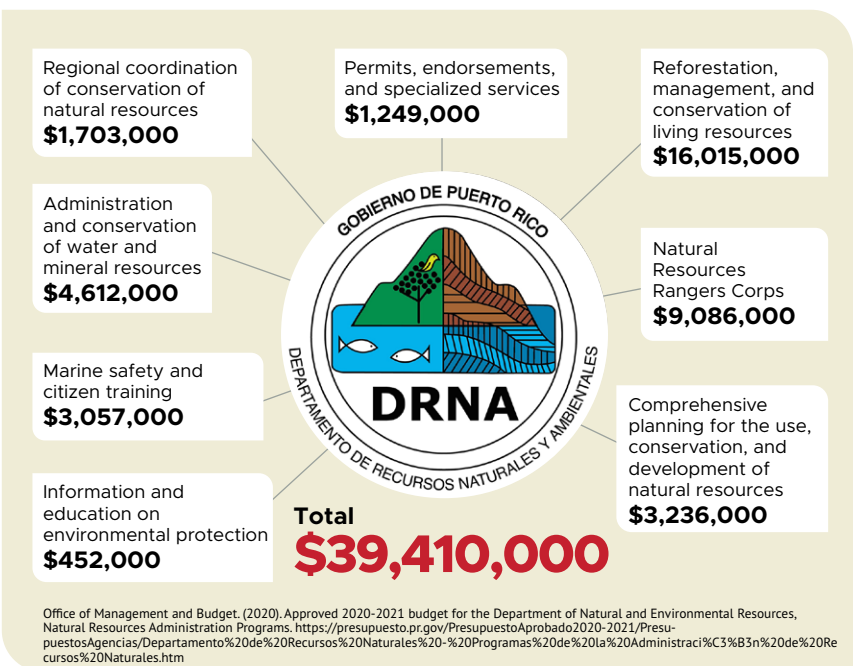 Regional coordination
of conservation of
natural resources
$1,703,000
Permits, endorsements,
and specialized services
$1,249,000
Reforestation,
management, and
conservation of
living resources
$16,015,000
Administration
and conservation
of water and
mineral resources
$4,612,000
GOBIERNO DE PUERTO RICO
DRNA
DEPARTAMENTO DE RECURSOS NATURALES Y AMBIENTALES
Natural
Resources
Rangers Corps
$9,086,000
Marine safety and
citizen training
$3,057,000
Comprehensive
planning for the use,
conservation, and
development of
natural resources
$3,236,000
Information and
education on
environmental protection
$452,000
Total
$39,410,000
Office of Management and Budget. (2020). Approved 2020-2021 budget for the Department of Natural and Environmental Resources,
Natural Resources Administration Programs. https://presupuesto.pr.gov/PresupuestoAprobado2020-2021/Presu-
puestosAgencias/Departamento%20de%20Recursos%20Naturales%20-%20Programas%20de%20la%20Administraci%C3%B3n%20de%20Re
cursos%20Naturales.htm